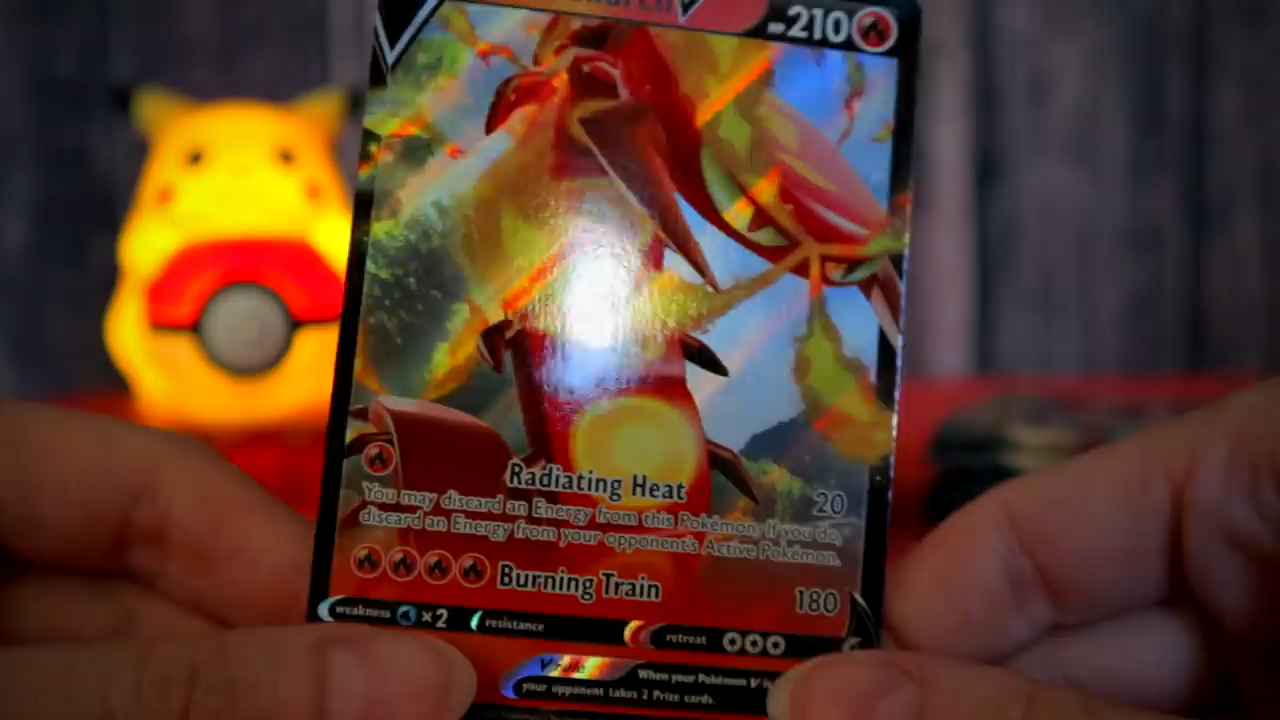 210
Radiating Heat 20
You may discard an Energy from this Pokémon. If you do,
discard an Energy from your opponent's Active Pokémon.
Burning Train 180
weakness ×2 resistance retreat
V rule When your Pokémon V is
your opponent takes 2 Prize cards.